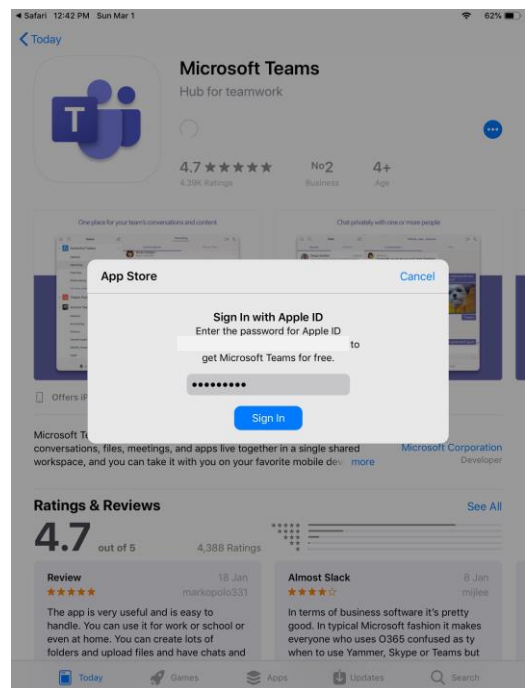 Safari 12:42 PM Sun Mar 1 62%
Today
Microsoft Teams
Hub for teamwork
4.7 ★★★★★ No2 4+
4.39K Ratings Business Age
One place for your team's conversations and content
Chat privately with one or more people
App Store Cancel
Sign In with Apple ID
Enter the password for Apple ID
to
get Microsoft Teams for free.
●●●●●●●●●
Sign In
Offers iP
Microsoft Te
conversations, files, meetings, and apps live together in a single shared
workspace, and you can take it with you on your favorite mobile dev more
Microsoft Corporation
Developer
Ratings & Reviews See All
4.7 out of 5 4,388 Ratings
Review 18 Jan
★★★★★ markopolo331
The app is very useful and is easy to
handle. You can use it for work or school or
even at home. You can create lots of
folders and upload files and have chats and
Almost Slack 8 Jan
★★★★☆ mijlee
In terms of business software it's pretty
good. In typical Microsoft fashion it makes
everyone who uses O365 confused as ty
when to use Yammer, Skype or Teams but
Today Games Apps Updates Search